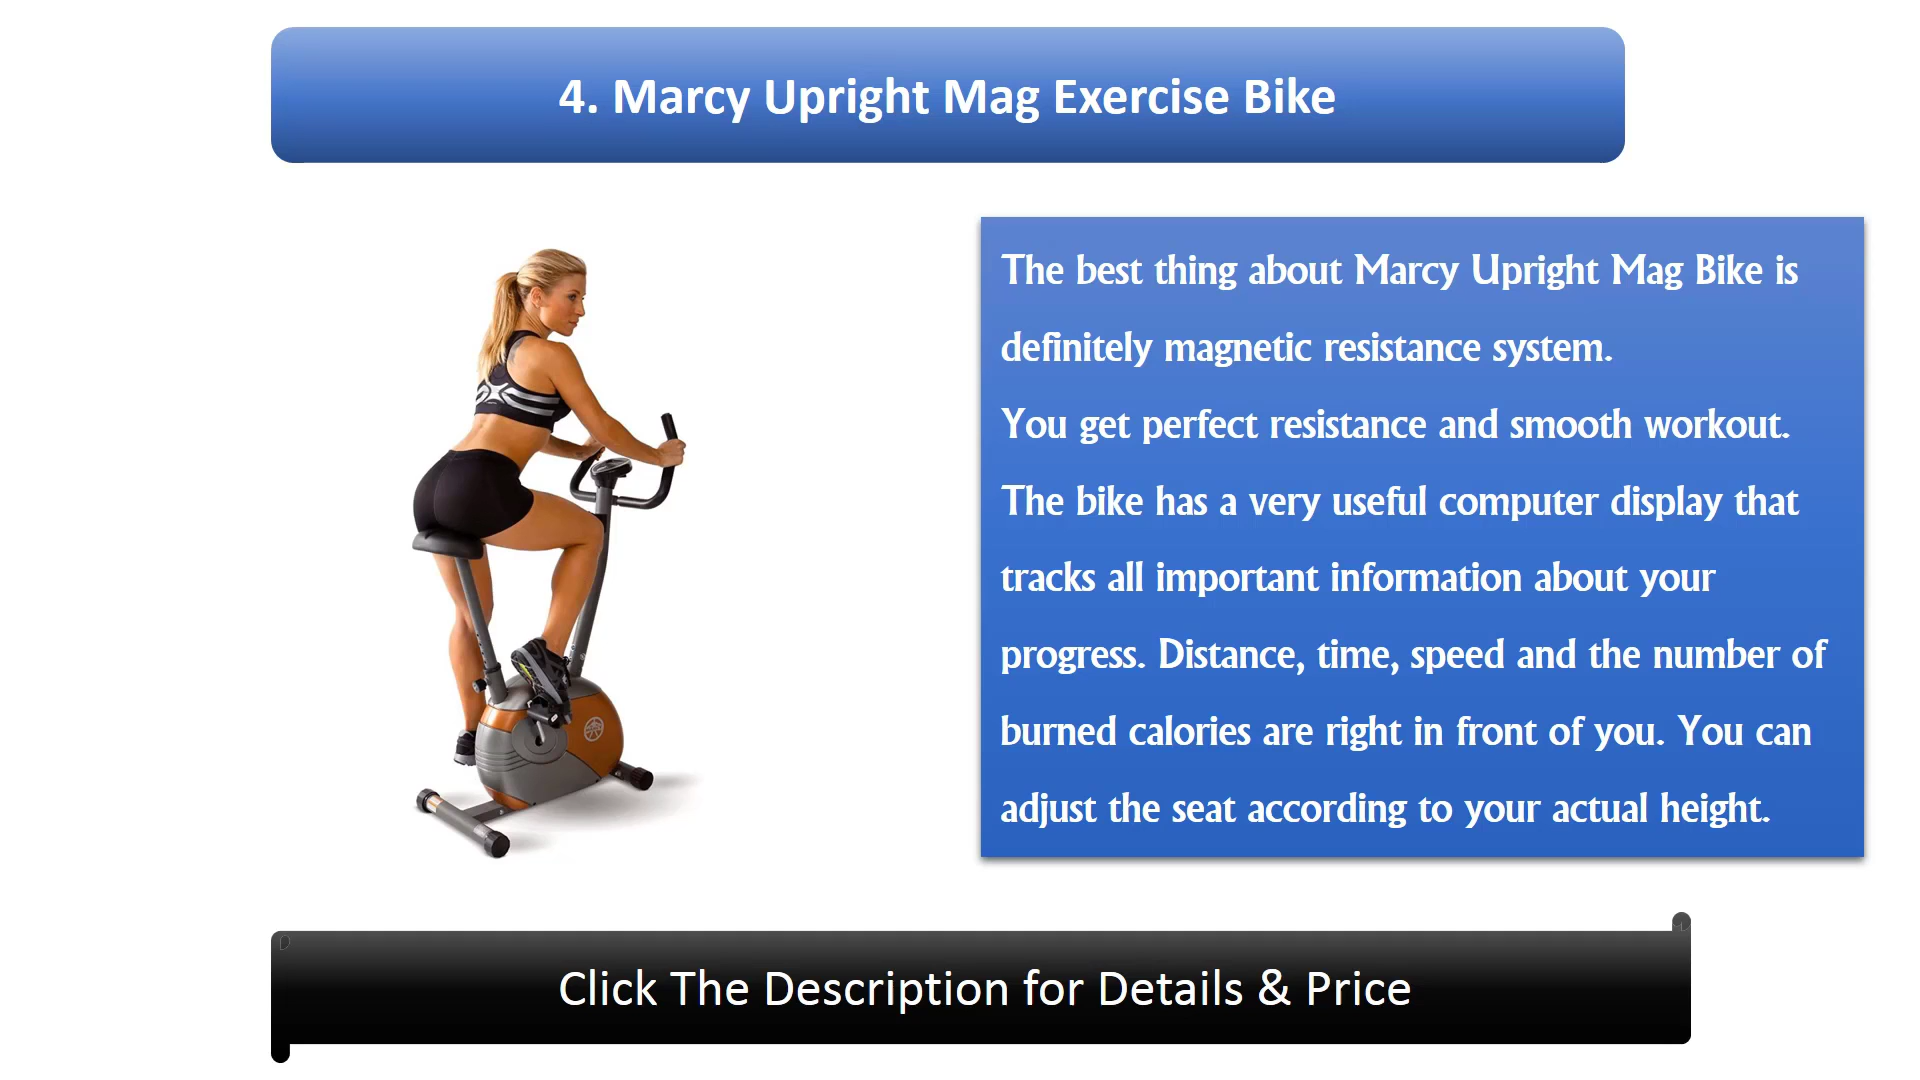 4. Marcy Upright Mag Exercise Bike
The best thing about Marcy Upright Mag Bike is
definitely magnetic resistance system.
You get perfect resistance and smooth workout.
The bike has a very useful computer display that
tracks all important information about your
progress. Distance, time, speed and the number of
burned calories are right in front of you. You can
adjust the seat according to your actual height.
Click The Description for Details & Price